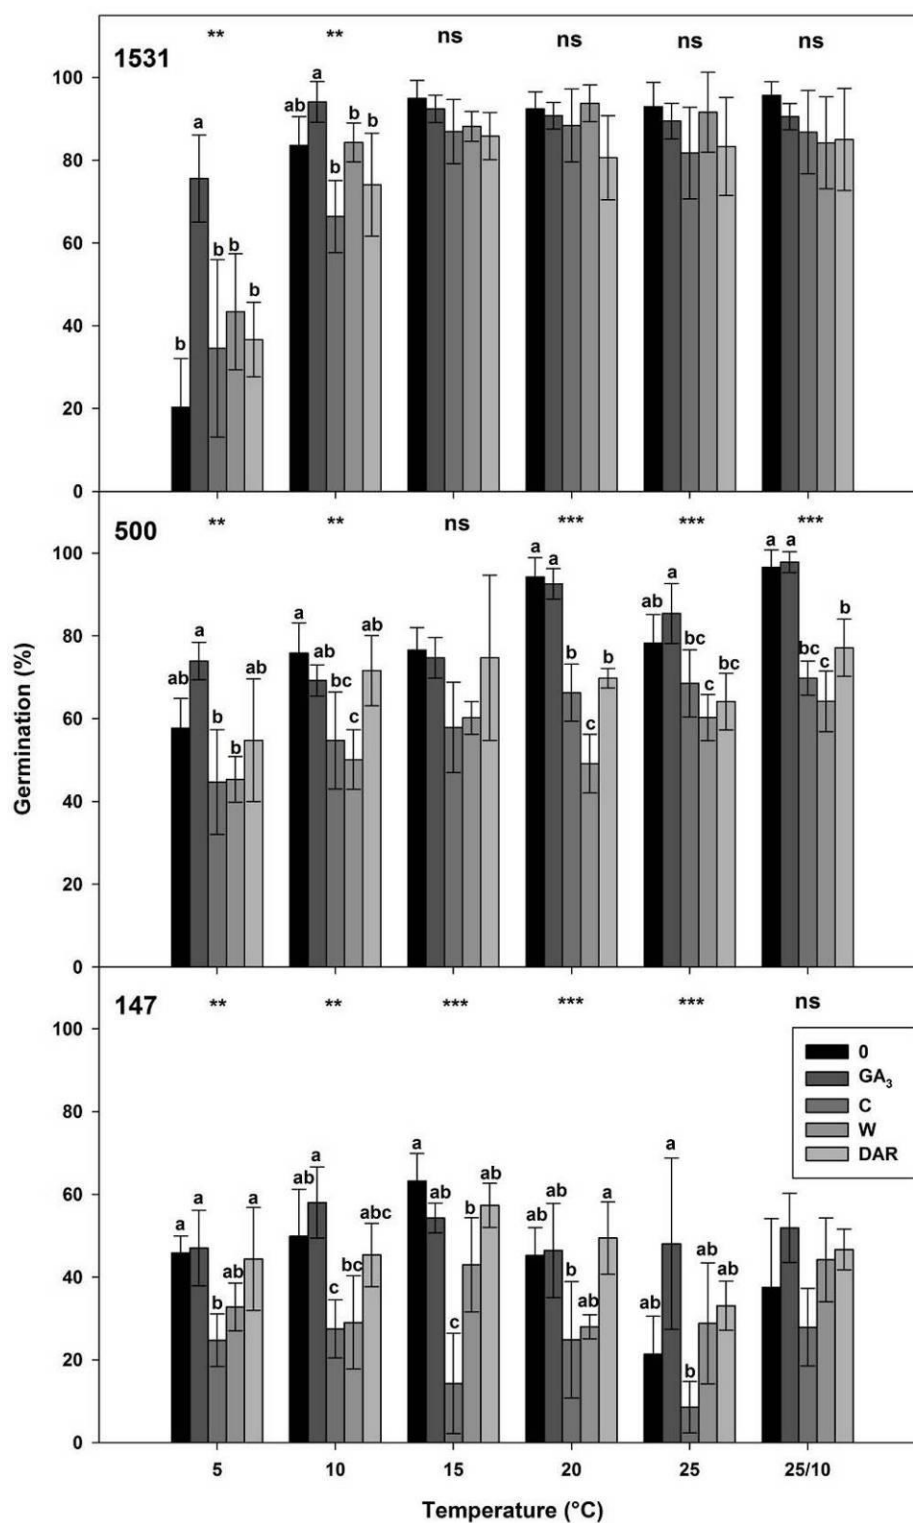 1531
** ** ns ns ns ns
100
80
60
40
20
0
b a b b b
ab a b b b
500
** ** ns *** *** ***
100
80
60
40
20
0
ab a b b ab
a ab bc c ab
a a b c b
ab a bc c bc
a a bc c b
Germination (%)
147
** ** *** *** *** ns
100
80
60
40
20
0
a a b ab a
ab a c bc abc
a ab c b ab
ab ab b ab a
ab a b ab ab
0
GA₃
C
W
DAR
5 10 15 20 25 25/10
Temperature (°C)